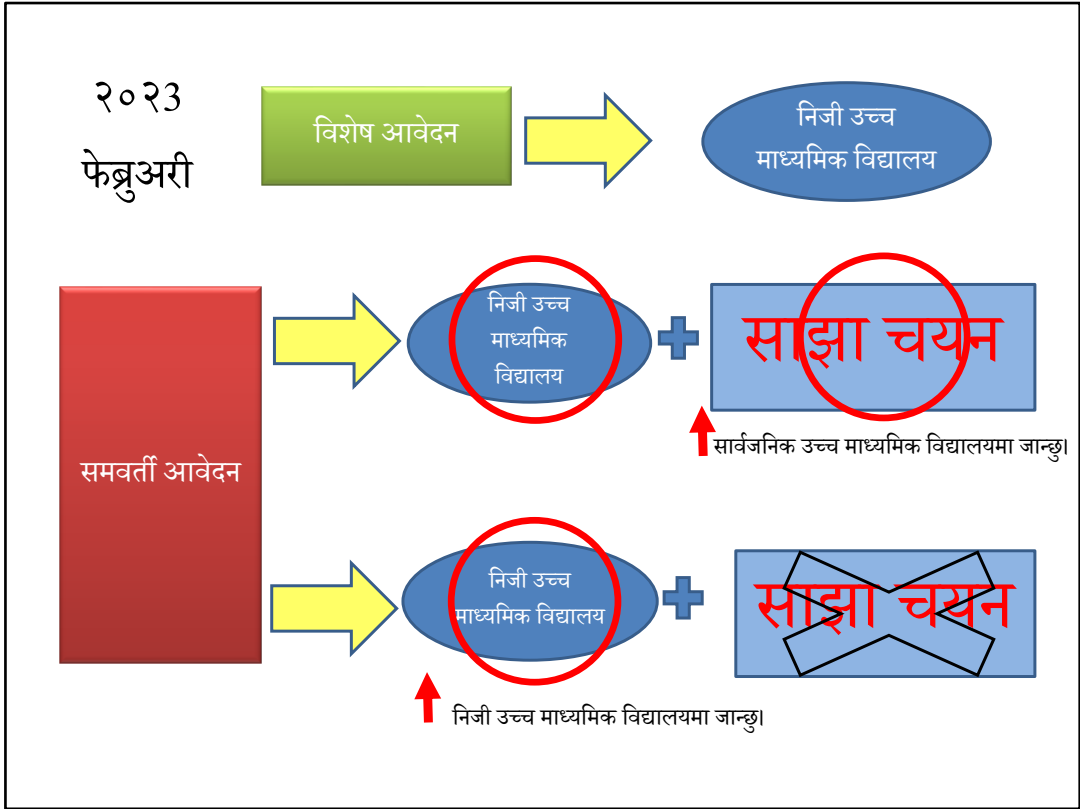 २०२3
फेब्रुअरी
विशेष आवेदन
निजी उच्च
माध्यमिक विद्यालय
समवर्ती आवेदन
निजी उच्च
माध्यमिक
विद्यालय
साझा चयन
सार्वजनिक उच्च माध्यमिक विद्यालयमा जान्छु।
निजी उच्च
माध्यमिक विद्यालय
साझा चयन
निजी उच्च माध्यमिक विद्यालयमा जान्छु।